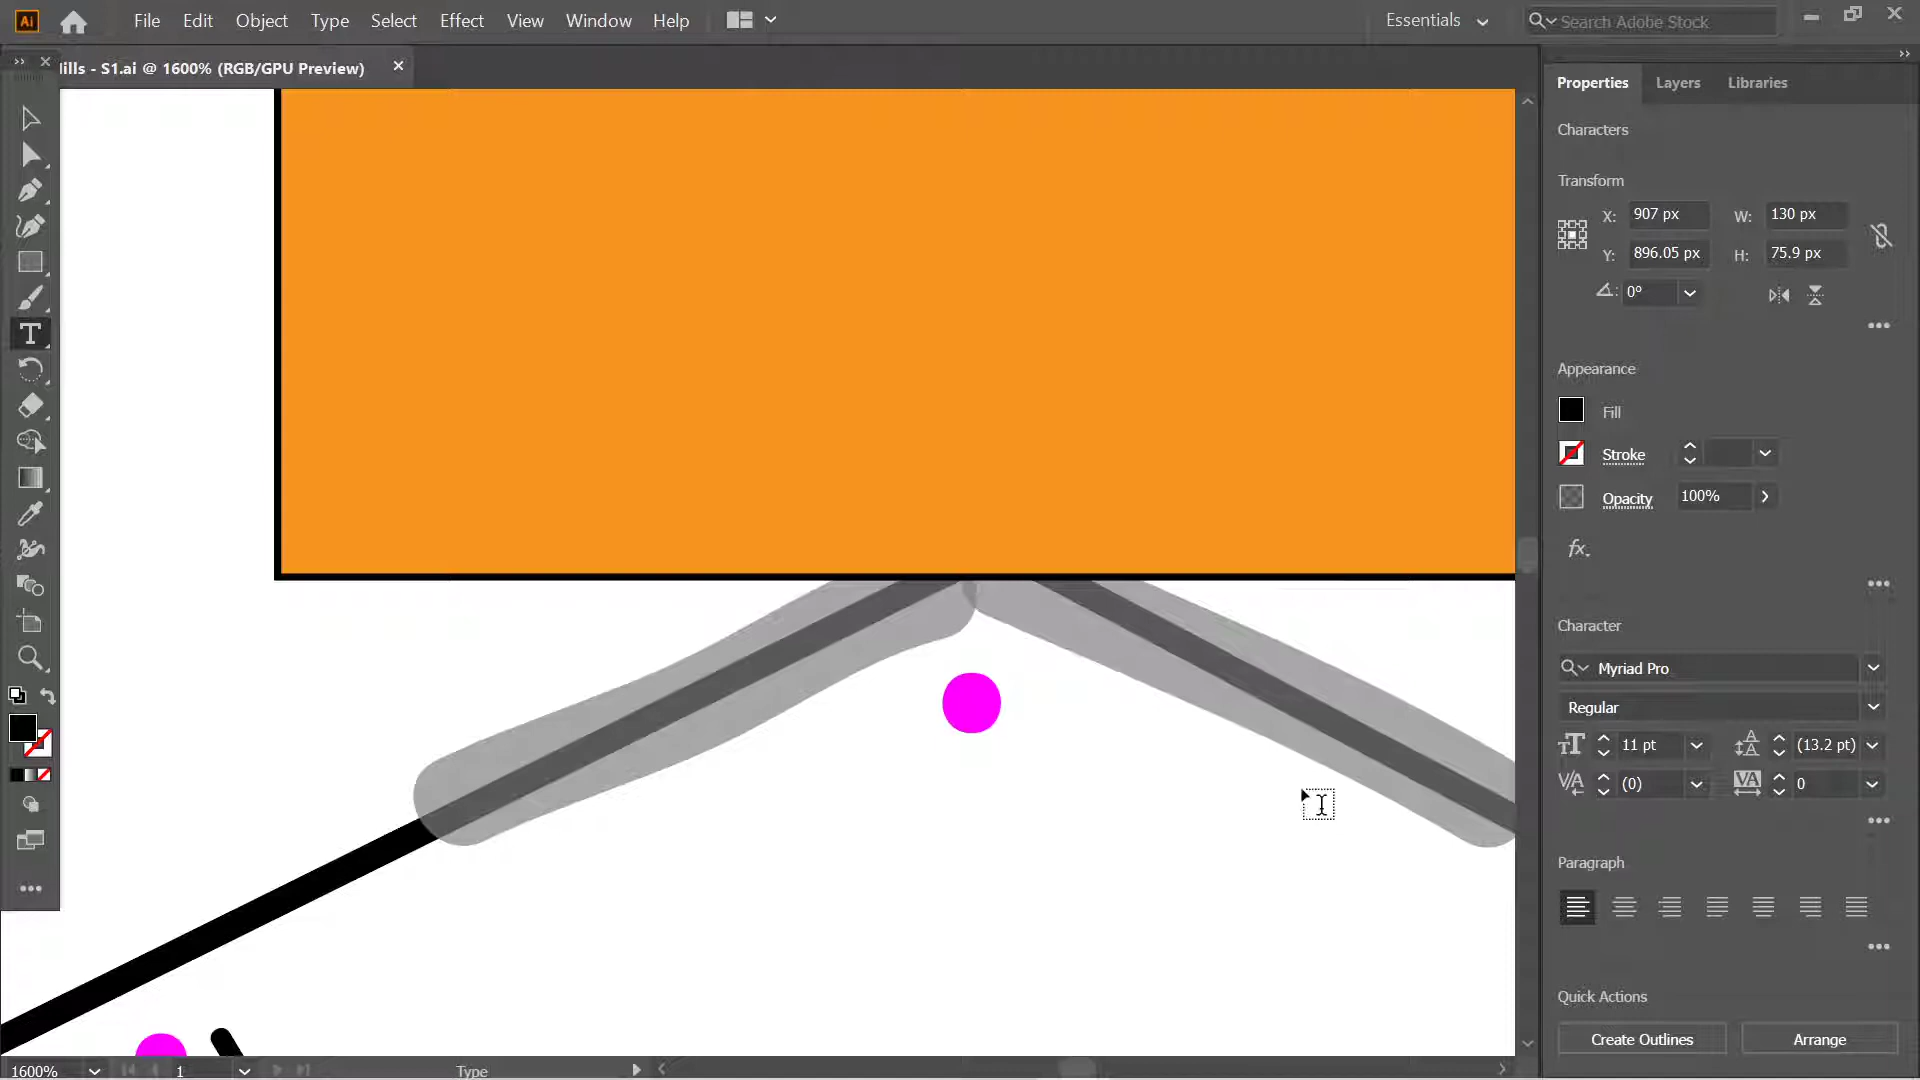 Ai File Edit Object Type Select Effect View Window Help Essentials Search Adobe Stock
ills - S1.ai @ 1600% (RGB/GPU Preview)
Properties Layers Libraries
Characters
Transform
X: 907 px W: 130 px
Y: 896.05 px H: 75.9 px
0°
Appearance
Fill
Stroke
Opacity 100%
fx.
Character
Myriad Pro
Regular
11 pt (13.2 pt)
(0) 0
Paragraph
Quick Actions
Create Outlines Arrange
1600% 1 Type